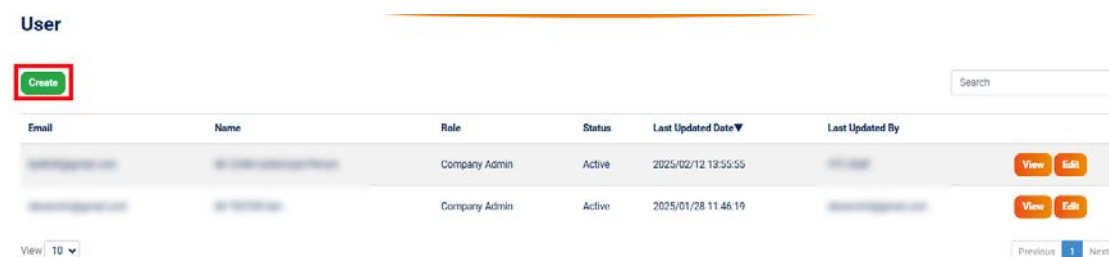 User
Create
Search
Email Name Role Status Last Updated Date▼ Last Updated By
Company Admin Active 2025/02/12 13:55:55 View Edit
Company Admin Active 2025/01/28 11:46:19 View Edit
View 10
Previous 1 Next